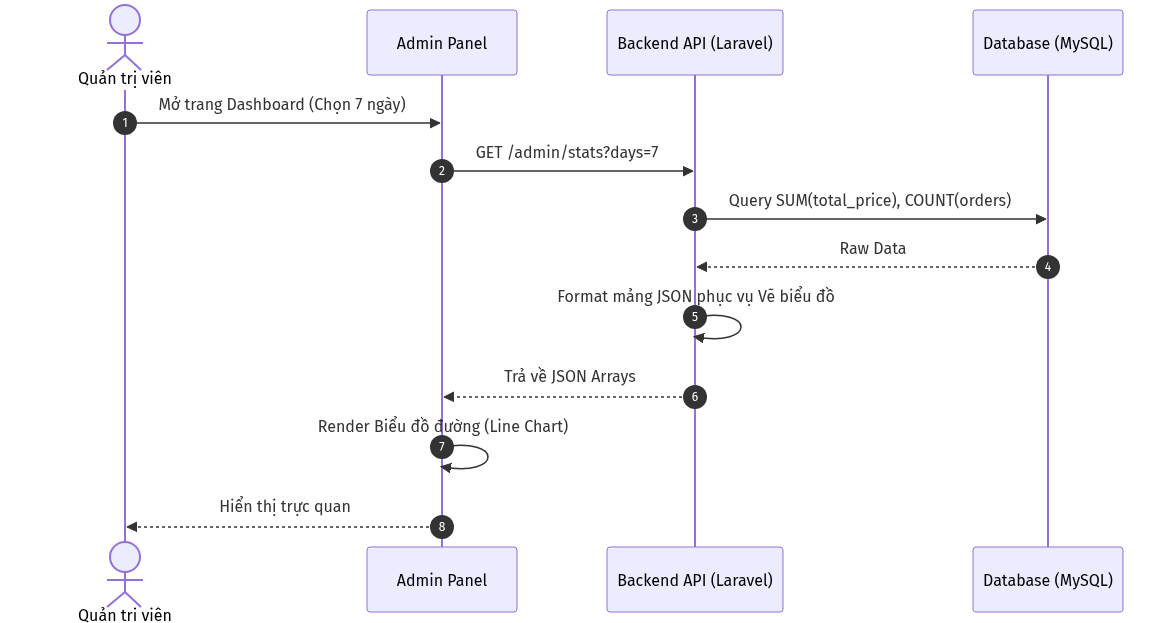 Quản trị viên
Admin Panel
Backend API (Laravel)
Database (MySQL)
Mở trang Dashboard (Chọn 7 ngày)
1
GET /admin/stats?days=7
2
Query SUM(total_price), COUNT(orders)
3
Raw Data
4
Format mảng JSON phục vụ Vẽ biểu đồ
5
Trả về JSON Arrays
6
Render Biểu đồ đường (Line Chart)
7
Hiển thị trực quan
8
Quản trị viên
Admin Panel
Backend API (Laravel)
Database (MySQL)